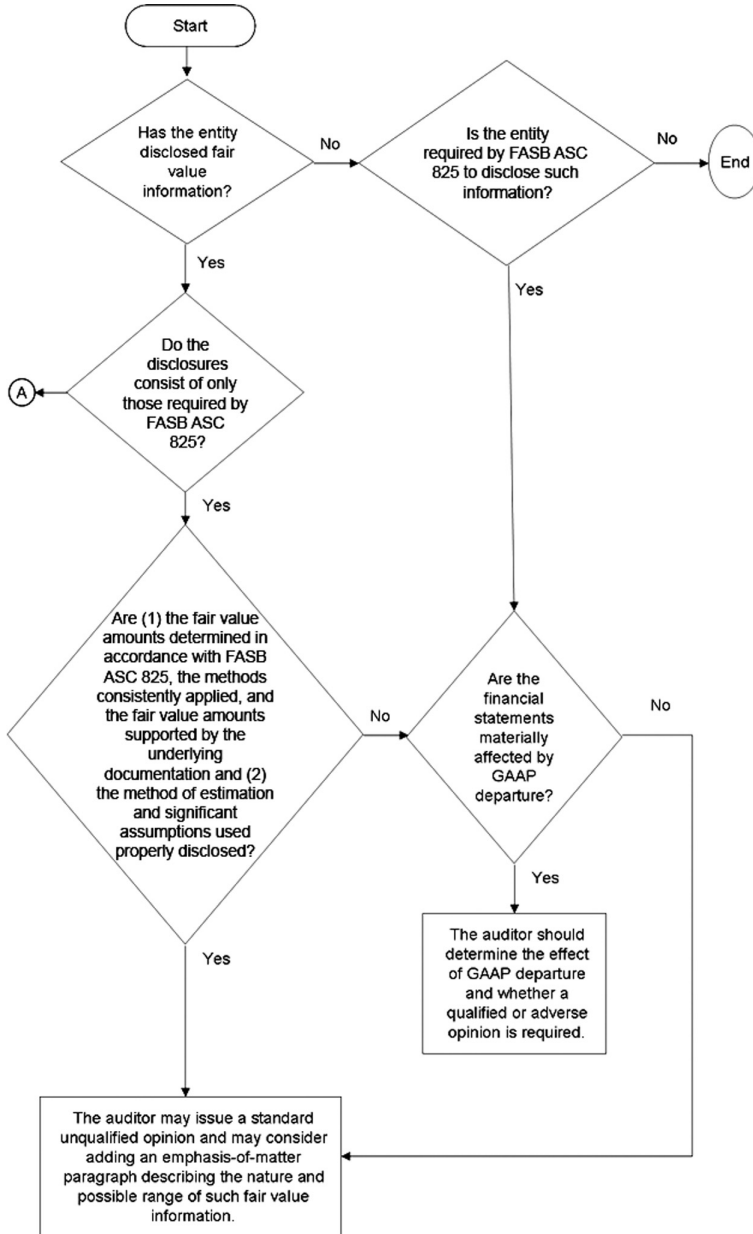 Start
Has the entity
disclosed fair
value
information?
No
Is the entity
required by FASB ASC
825 to disclose such
information?
No
End
Yes
Yes
Do the
disclosures
consist of only
those required by
FASB ASC
825?
A
Yes
Are (1) the fair value
amounts determined in
accordance with FASB
ASC 825, the methods
consistently applied, and
the fair value amounts
supported by the
underlying
documentation and (2)
the method of estimation
and significant
assumptions used
properly disclosed?
No
Are the
financial
statements
materially
affected by
GAAP
departure?
No
Yes
Yes
The auditor should
determine the effect
of GAAP departure
and whether a
qualified or adverse
opinion is required.
The auditor may issue a standard
unqualified opinion and may consider
adding an emphasis-of-matter
paragraph describing the nature and
possible range of such fair value
information.